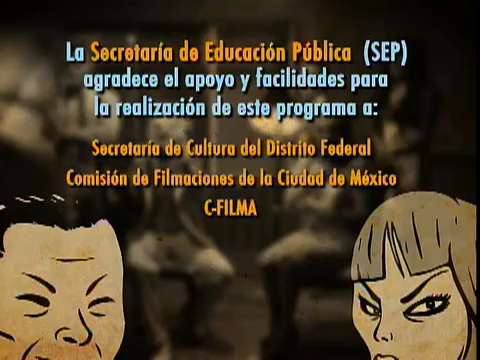 La Secretaría de Educación Pública (SEP)
agradece el apoyo y facilidades para
la realización de este programa a:
Secretaría de Cultura del Distrito Federal
Comisión de Filmaciones de la Ciudad de México
C-FILMA